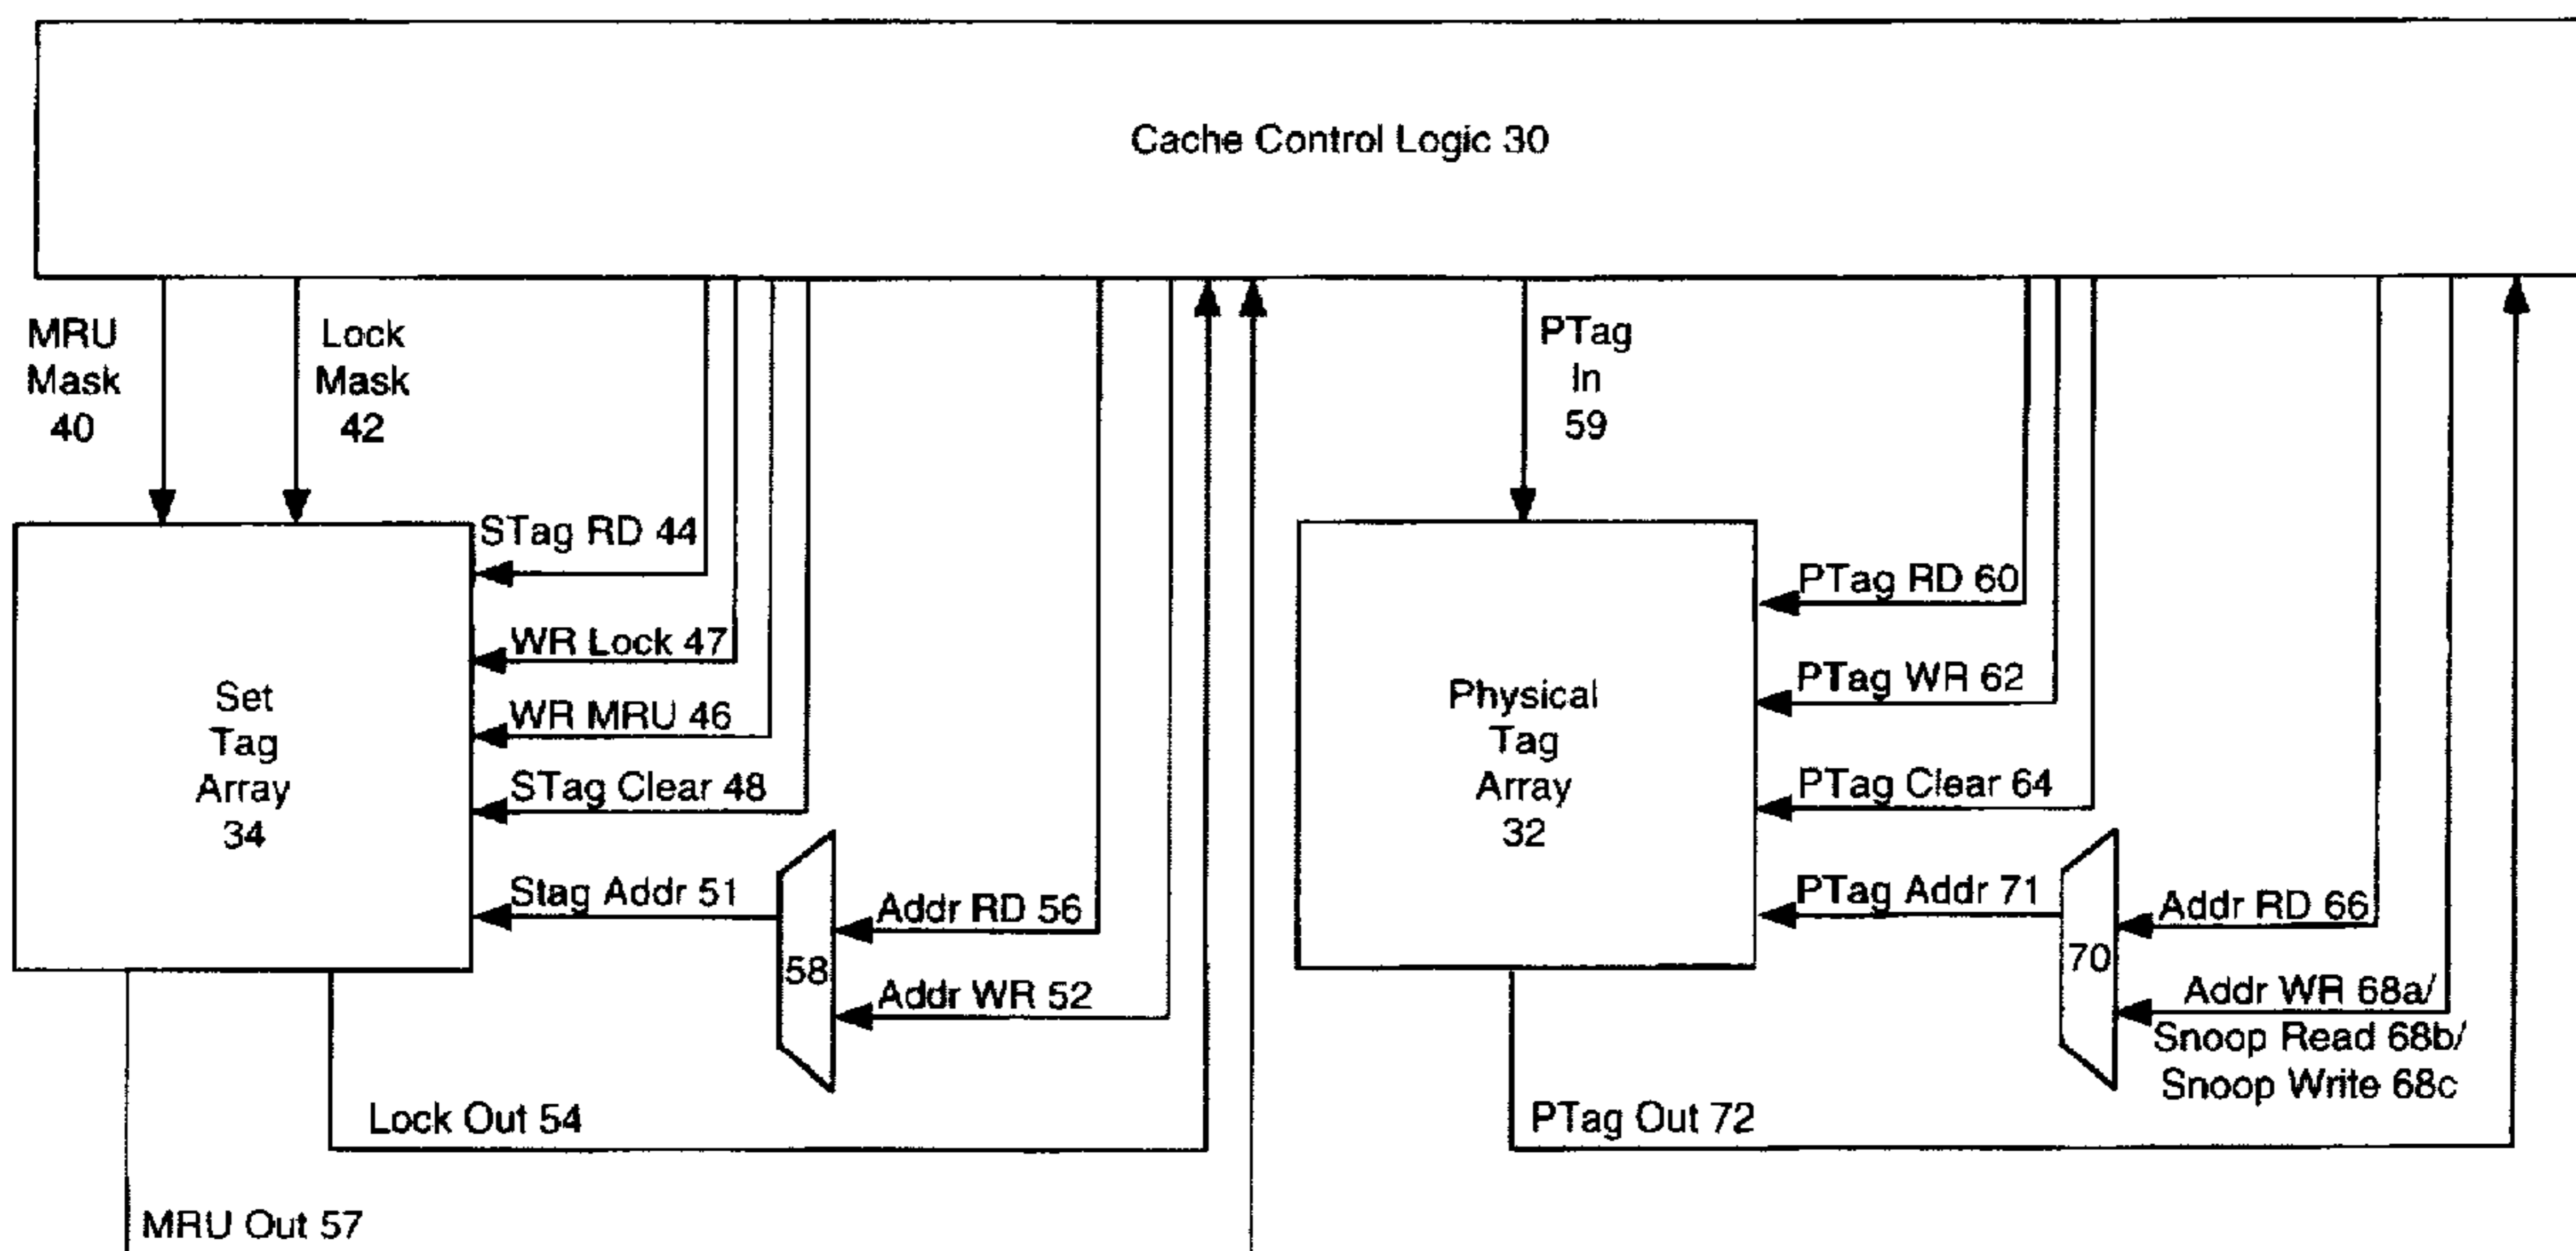 Cache Control Logic 30
MRU
Mask
40
Lock
Mask
42
PTag
In
59
STag RD 44
WR Lock 47
WR MRU 46
STag Clear 48
Stag Addr 51
Set
Tag
Array
34
58
Addr RD 56
Addr WR 52
Lock Out 54
MRU Out 57
Physical
Tag
Array
32
PTag RD 60
PTag WR 62
PTag Clear 64
PTag Addr 71
70
Addr RD 66
Addr WR 68a/
Snoop Read 68b/
Snoop Write 68c
PTag Out 72